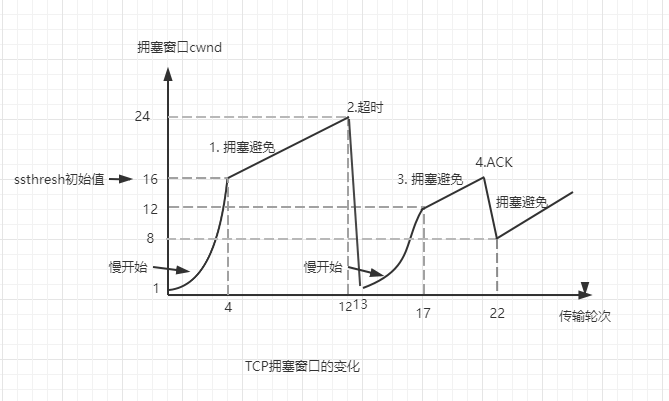 拥塞窗口cwnd
24
2.超时
1. 拥塞避免
4.ACK
ssthresh初始值
16
3. 拥塞避免
12
拥塞避免
8
慢开始
慢开始
1
4
12
13
17
22
传输轮次
TCP拥塞窗口的变化